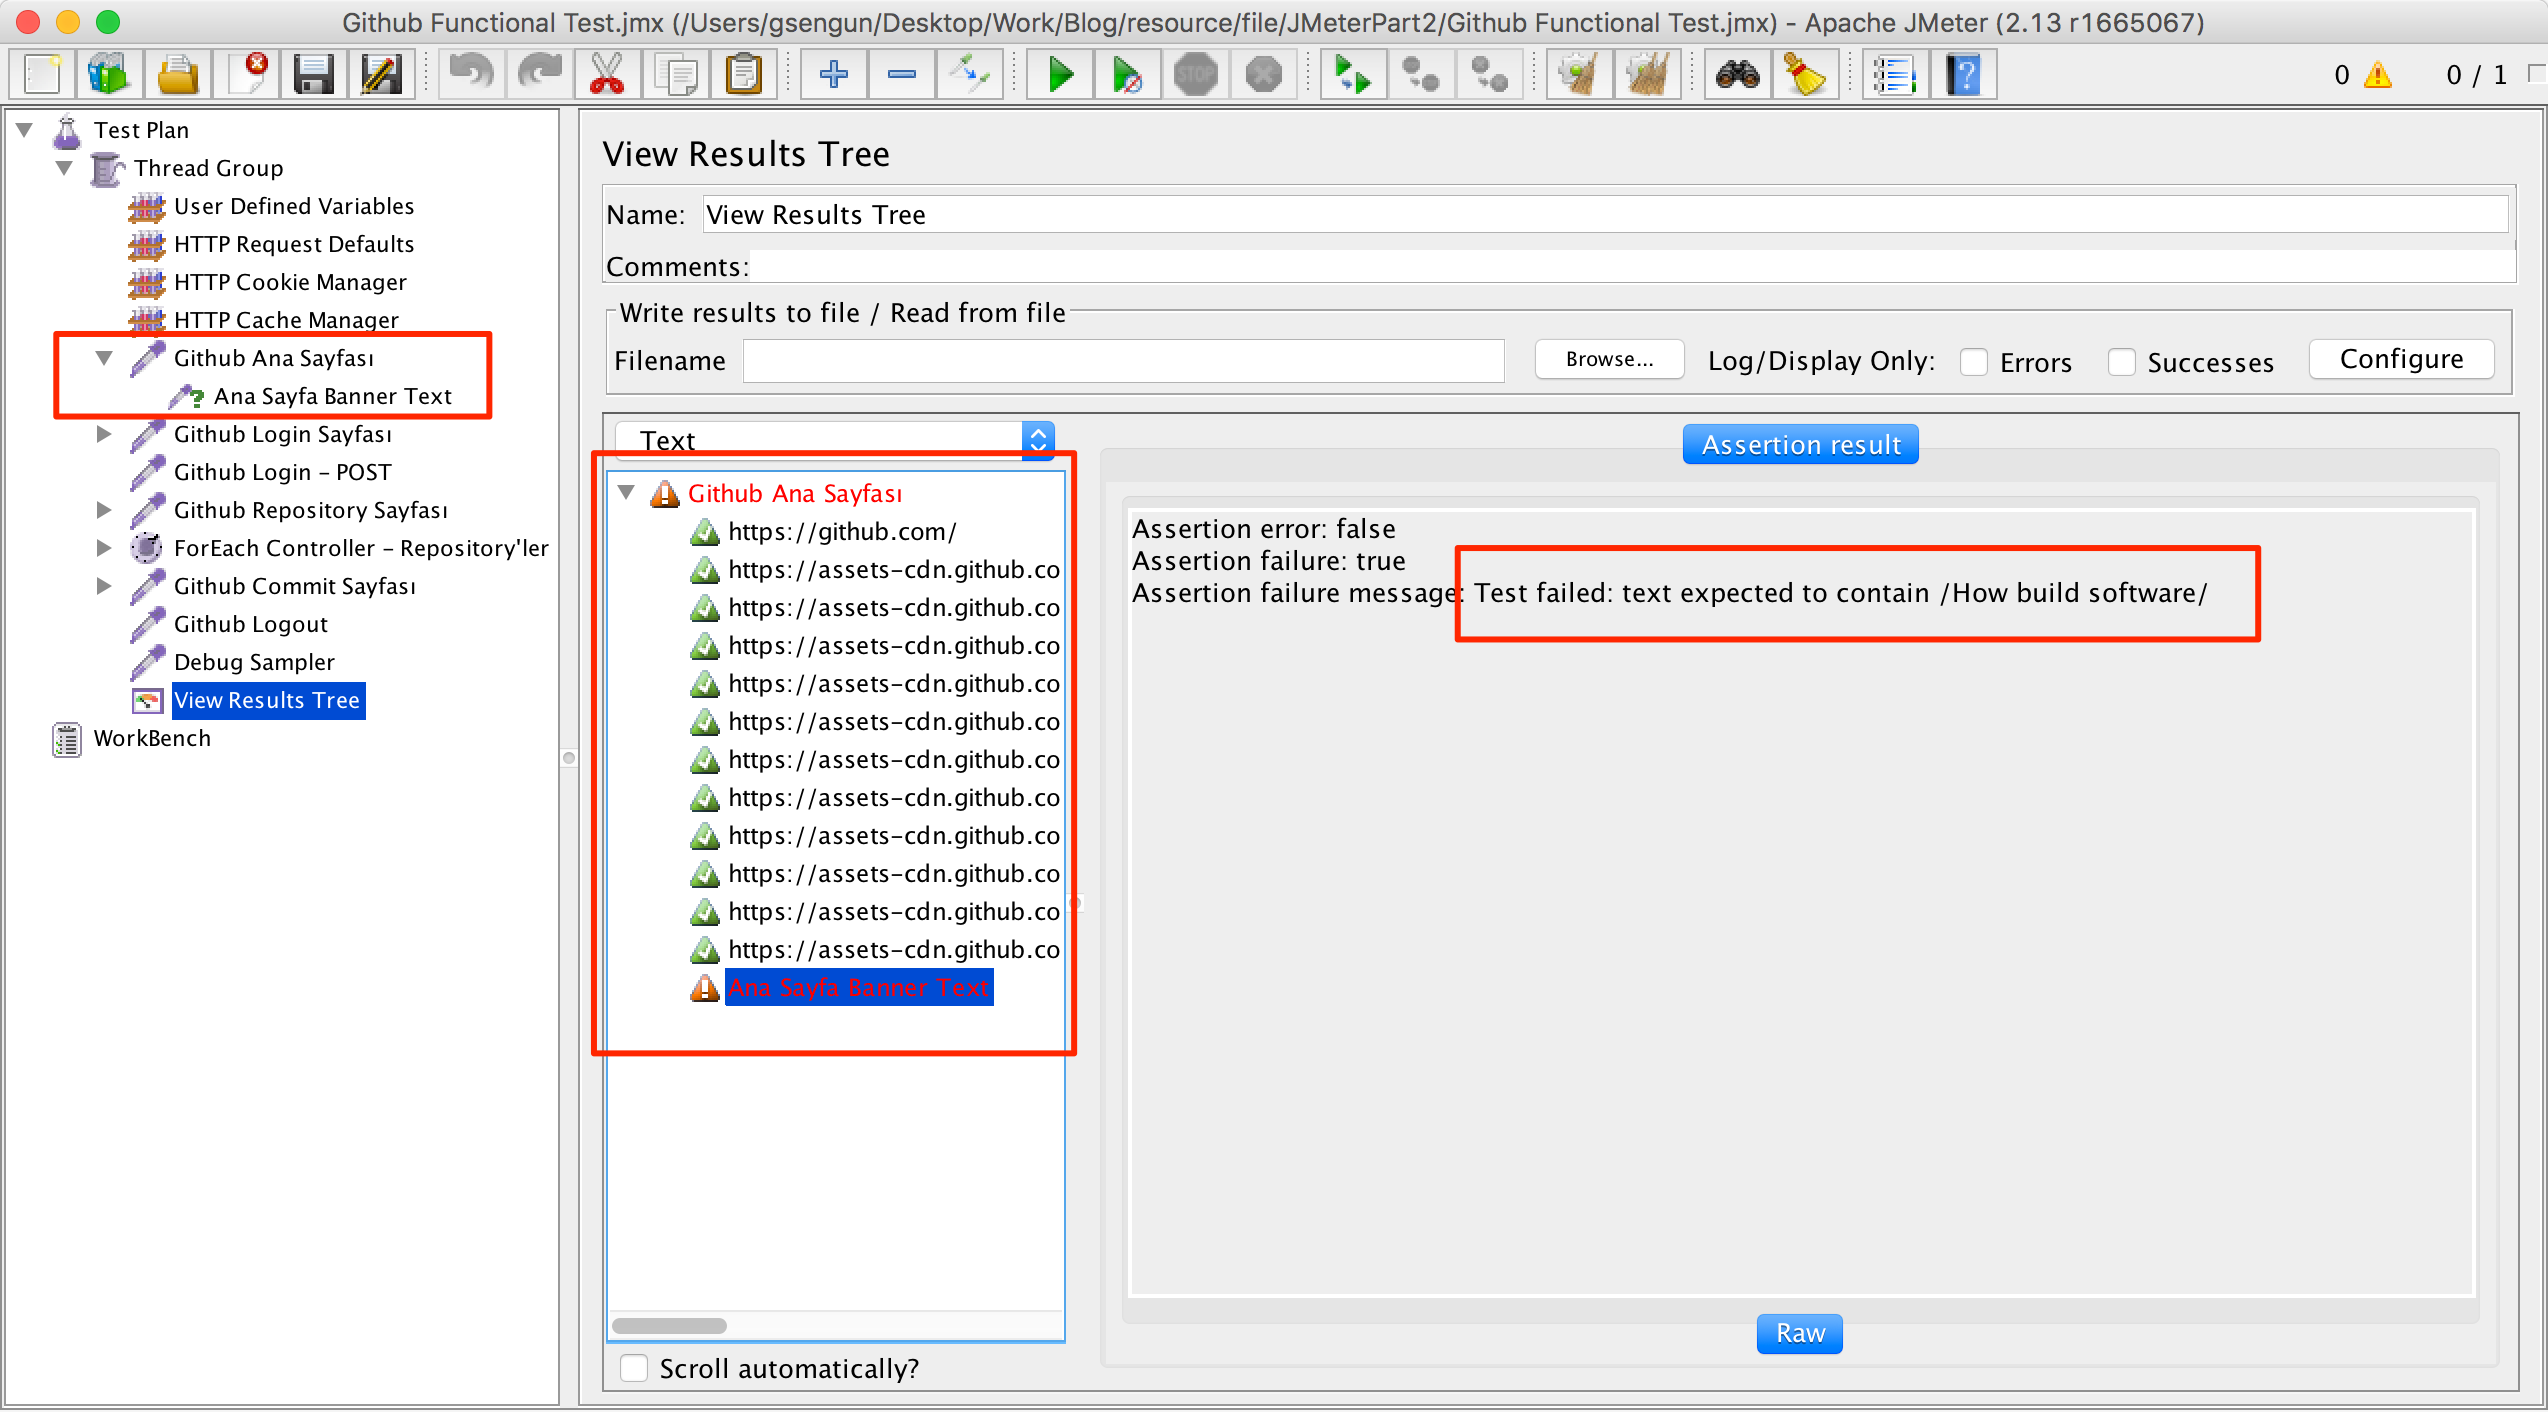 Github Functional Test.jmx (/Users/gsengun/Desktop/Work/Blog/resource/file/JMeterPart2/Github Functional Test.jmx) - Apache JMeter (2.13 r1665067)
STOP
0
0 / 1
Test Plan
Thread Group
User Defined Variables
HTTP Request Defaults
HTTP Cookie Manager
HTTP Cache Manager
Github Ana Sayfası
Ana Sayfa Banner Text
Github Login Sayfası
Github Login - POST
Github Repository Sayfası
ForEach Controller - Repository'ler
Github Commit Sayfası
Github Logout
Debug Sampler
View Results Tree
WorkBench
View Results Tree
Name: View Results Tree
Comments:
Write results to file / Read from file
Filename Browse... Log/Display Only: Errors Successes Configure
Text
Github Ana Sayfası
https://github.com/
https://assets-cdn.github.co
https://assets-cdn.github.co
https://assets-cdn.github.co
https://assets-cdn.github.co
https://assets-cdn.github.co
https://assets-cdn.github.co
https://assets-cdn.github.co
https://assets-cdn.github.co
https://assets-cdn.github.co
https://assets-cdn.github.co
https://assets-cdn.github.co
Ana Sayfa Banner Text
Scroll automatically?
Assertion result
Assertion error: false
Assertion failure: true
Assertion failure message: Test failed: text expected to contain /How build software/
Raw